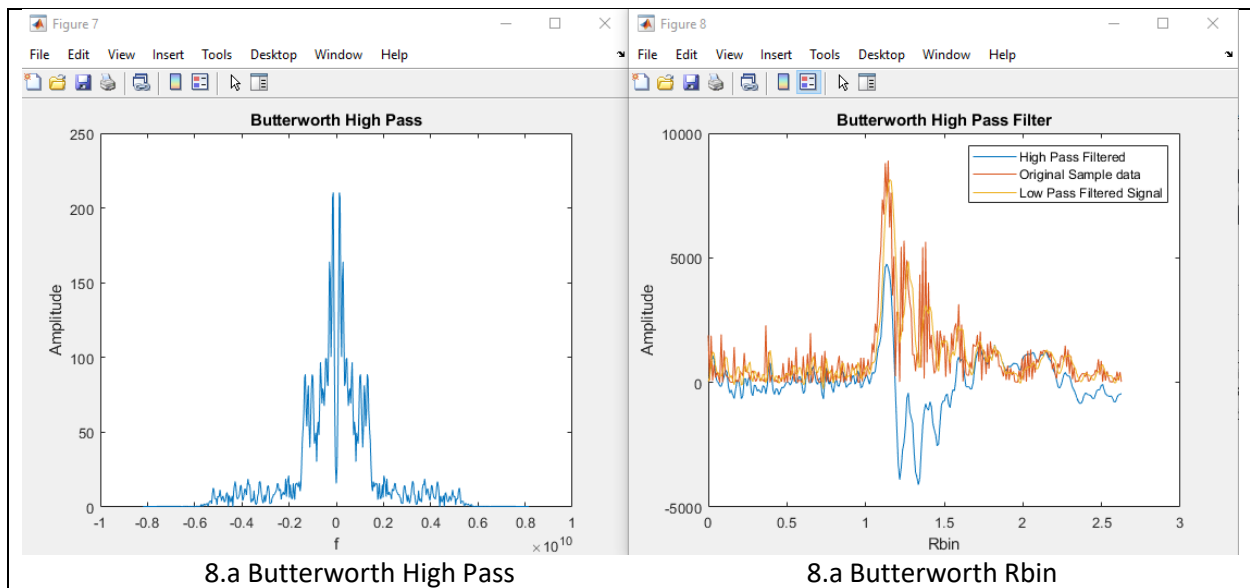 Figure 7
File Edit View Insert Tools Desktop Window Help
Butterworth High Pass
250
200
150
100
50
0
Amplitude
-1 -0.8 -0.6 -0.4 -0.2 0 0.2 0.4 0.6 0.8 1
f
×10^10
Figure 8
File Edit View Insert Tools Desktop Window Help
Butterworth High Pass Filter
10000
5000
0
-5000
Amplitude
High Pass Filtered
Original Sample data
Low Pass Filtered Signal
0 0.5 1 1.5 2 2.5 3
Rbin
8.a Butterworth High Pass
8.a Butterworth Rbin